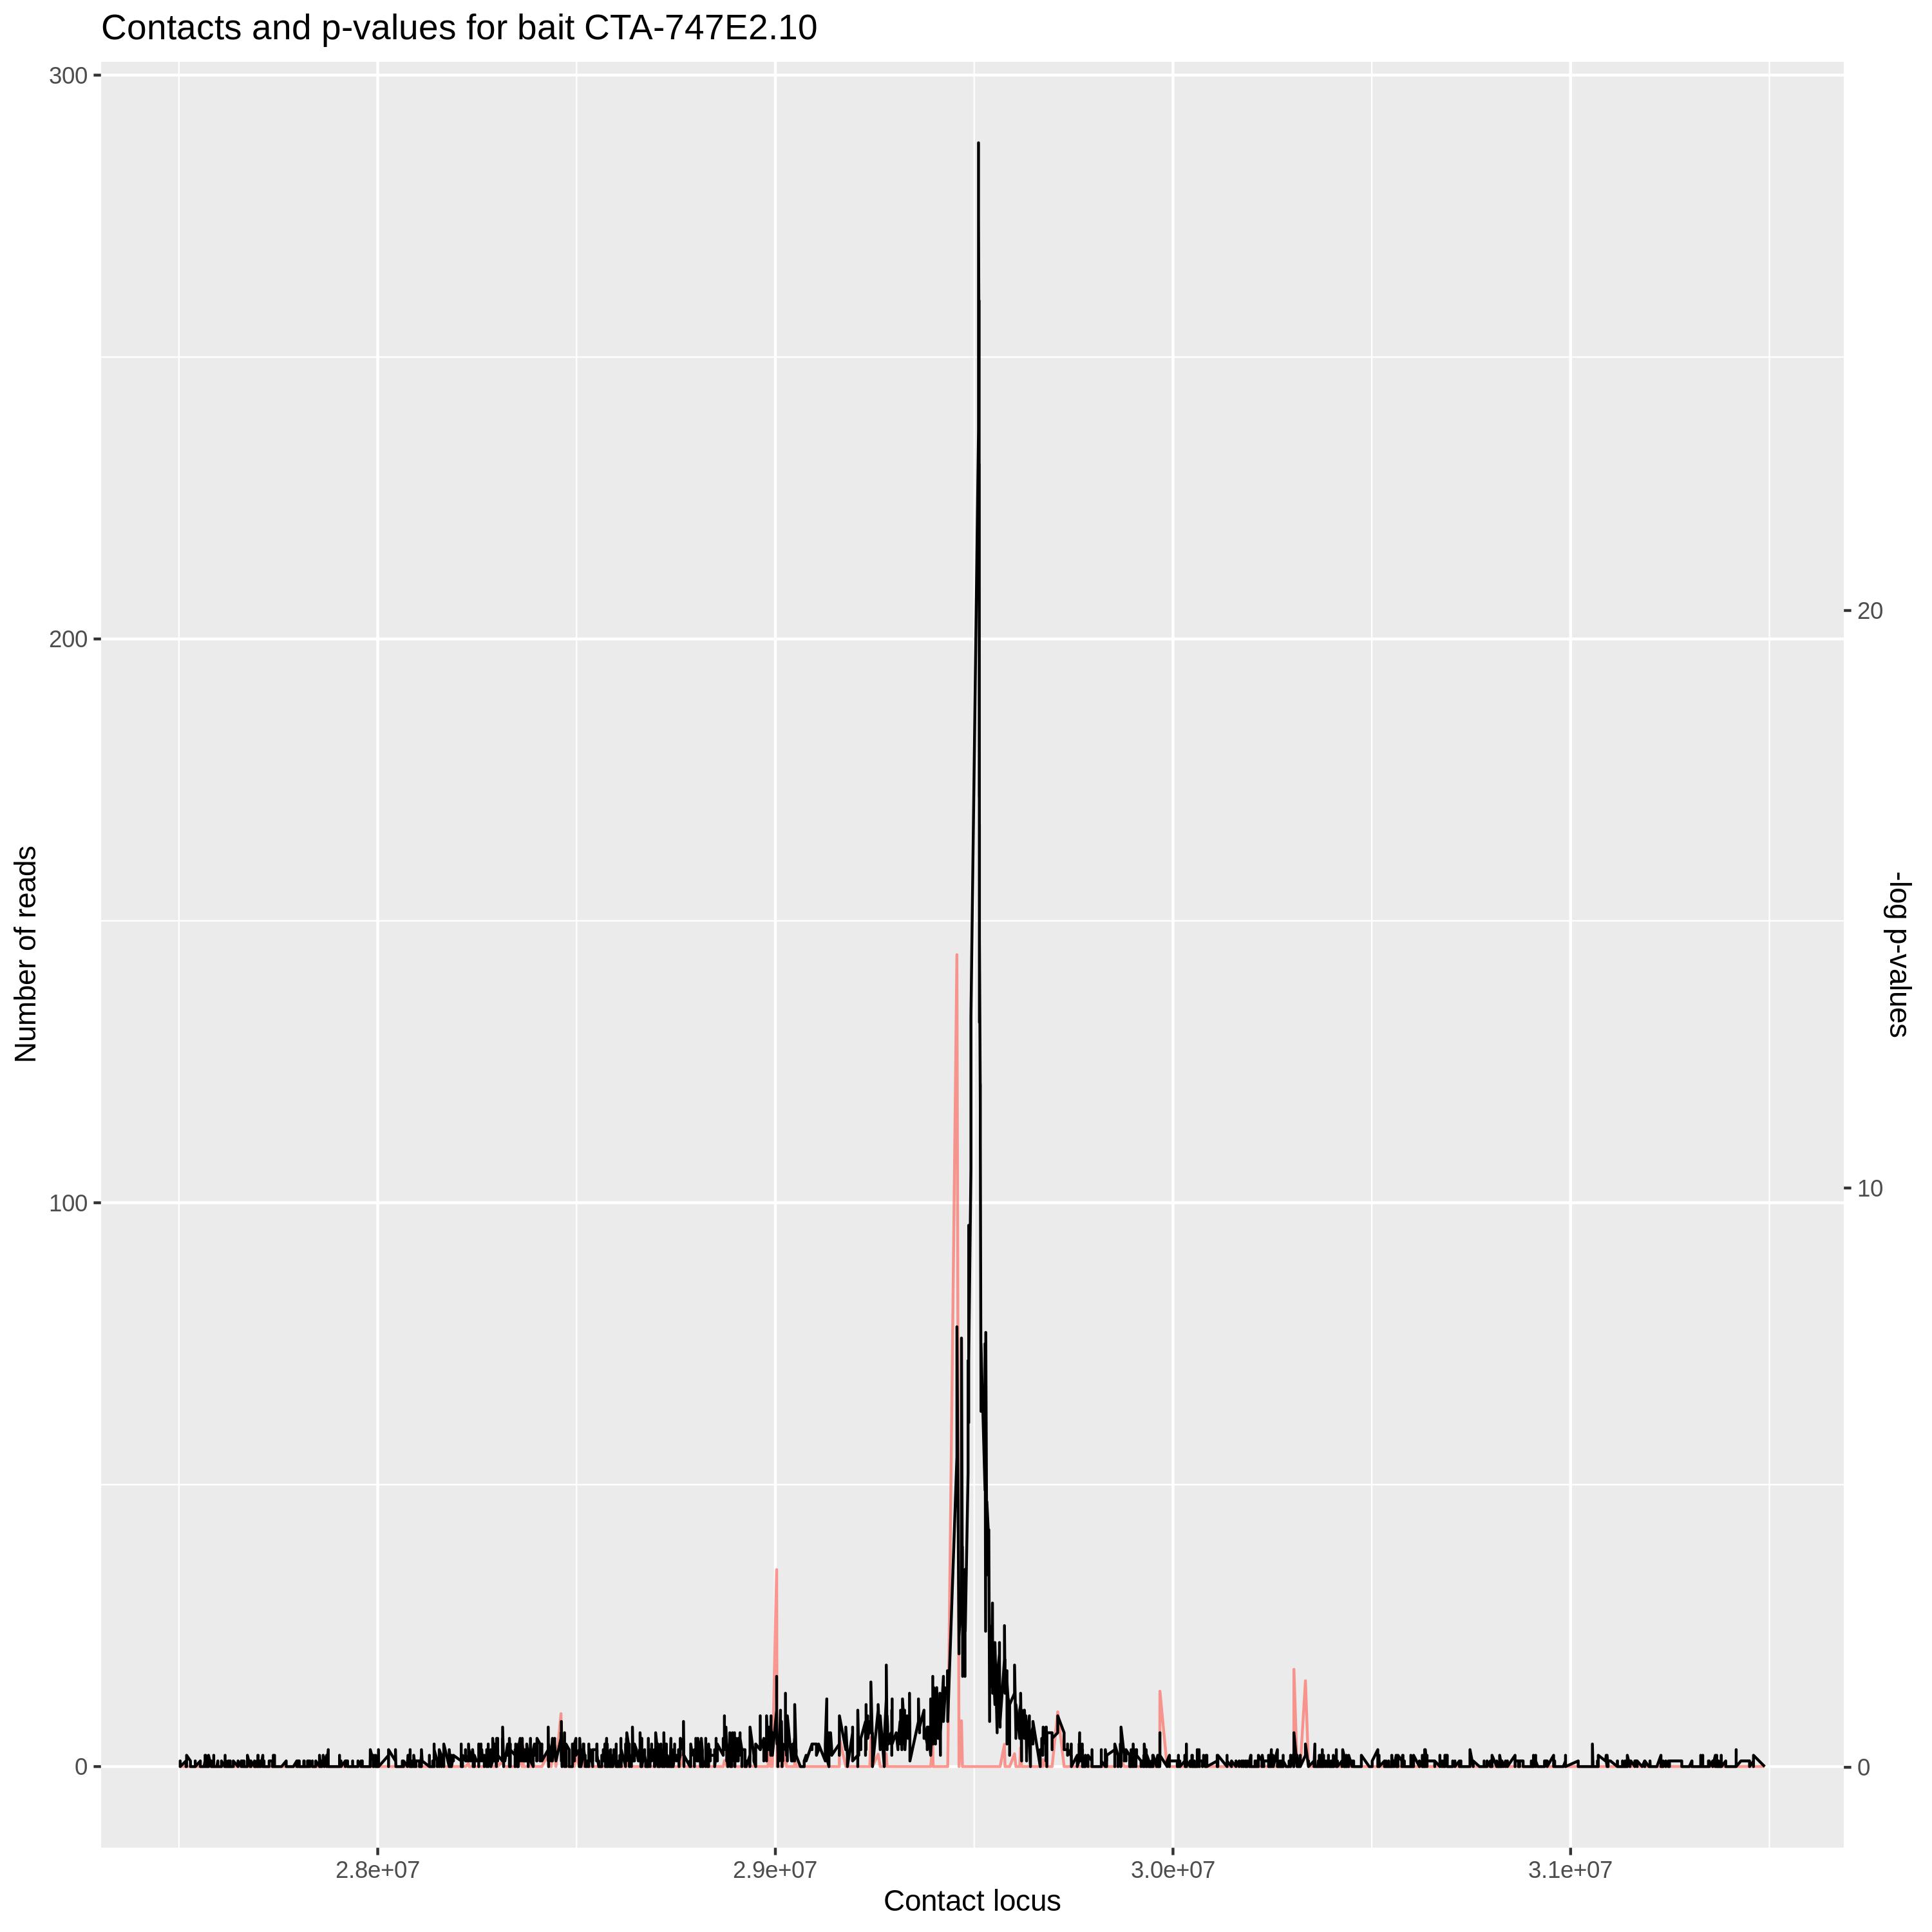 Contacts and p-values for bait CTA-747E2.10
300
200
100
0
Number of reads
20
10
0
-log p-values
2.8e+07
2.9e+07
3.0e+07
3.1e+07
Contact locus